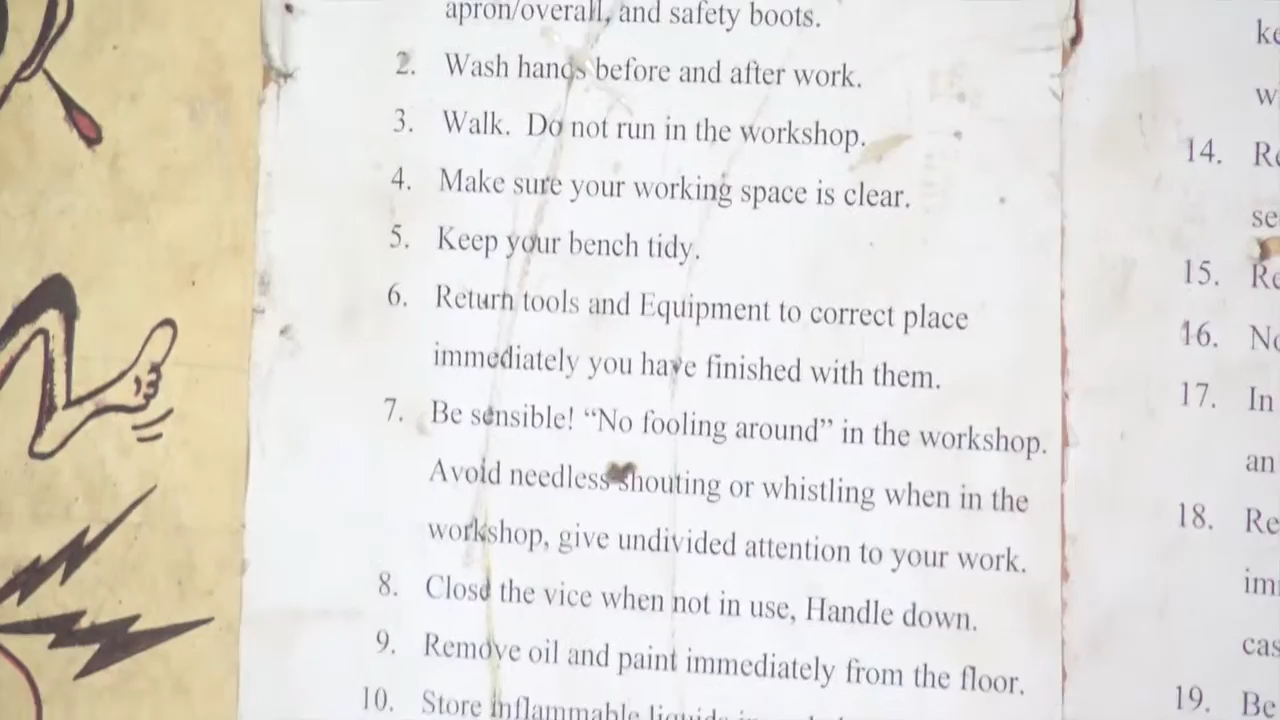 apron/overall, and safety boots.
2. Wash hands before and after work.
3. Walk. Do not run in the workshop.
4. Make sure your working space is clear.
5. Keep your bench tidy.
6. Return tools and Equipment to correct place
immediately you have finished with them.
7. Be sensible! “No fooling around” in the workshop.
Avoid needless shouting or whistling when in the
workshop, give undivided attention to your work.
8. Close the vice when not in use, Handle down.
9. Remove oil and paint immediately from the floor.
10. Store inflammable liquids
14.
15.
16.
17. In
18.
19. Be